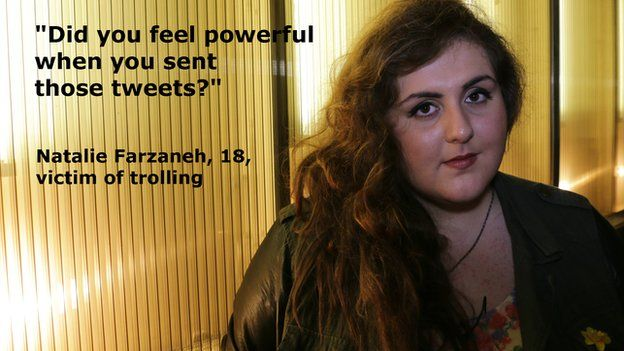 "Did you feel powerful
when you sent
those tweets?"
Natalie Farzaneh, 18,
victim of trolling